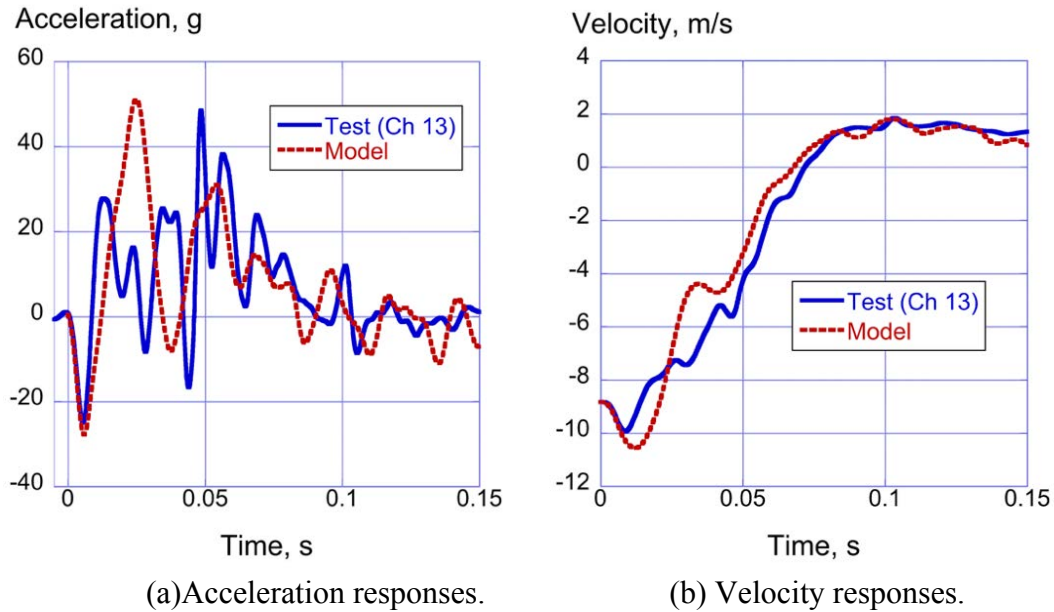 Acceleration, g
60
40
20
0
-20
-40
0
0.05
0.1
0.15
Test (Ch 13)
Model
Time, s
(a)Acceleration responses.
Velocity, m/s
4
2
0
-2
-4
-6
-8
-10
-12
0
0.05
0.1
0.15
Test (Ch 13)
Model
Time, s
(b) Velocity responses.